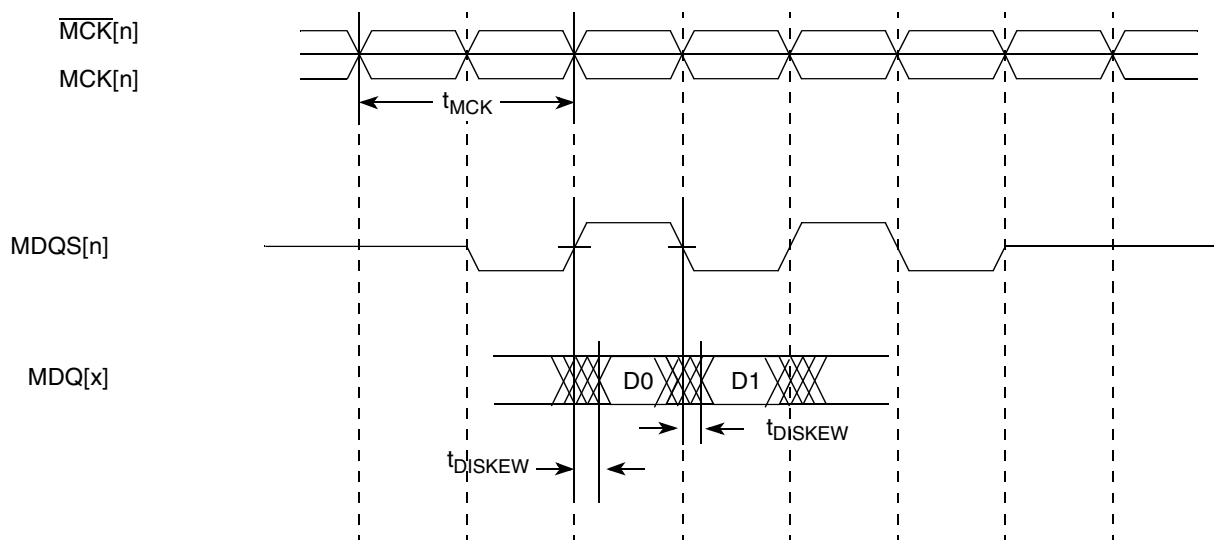 MCK[n]
MCK[n]
tMCK
MDQS[n]
MDQ[x]
D0
D1
tDISKEW
tDISKEW